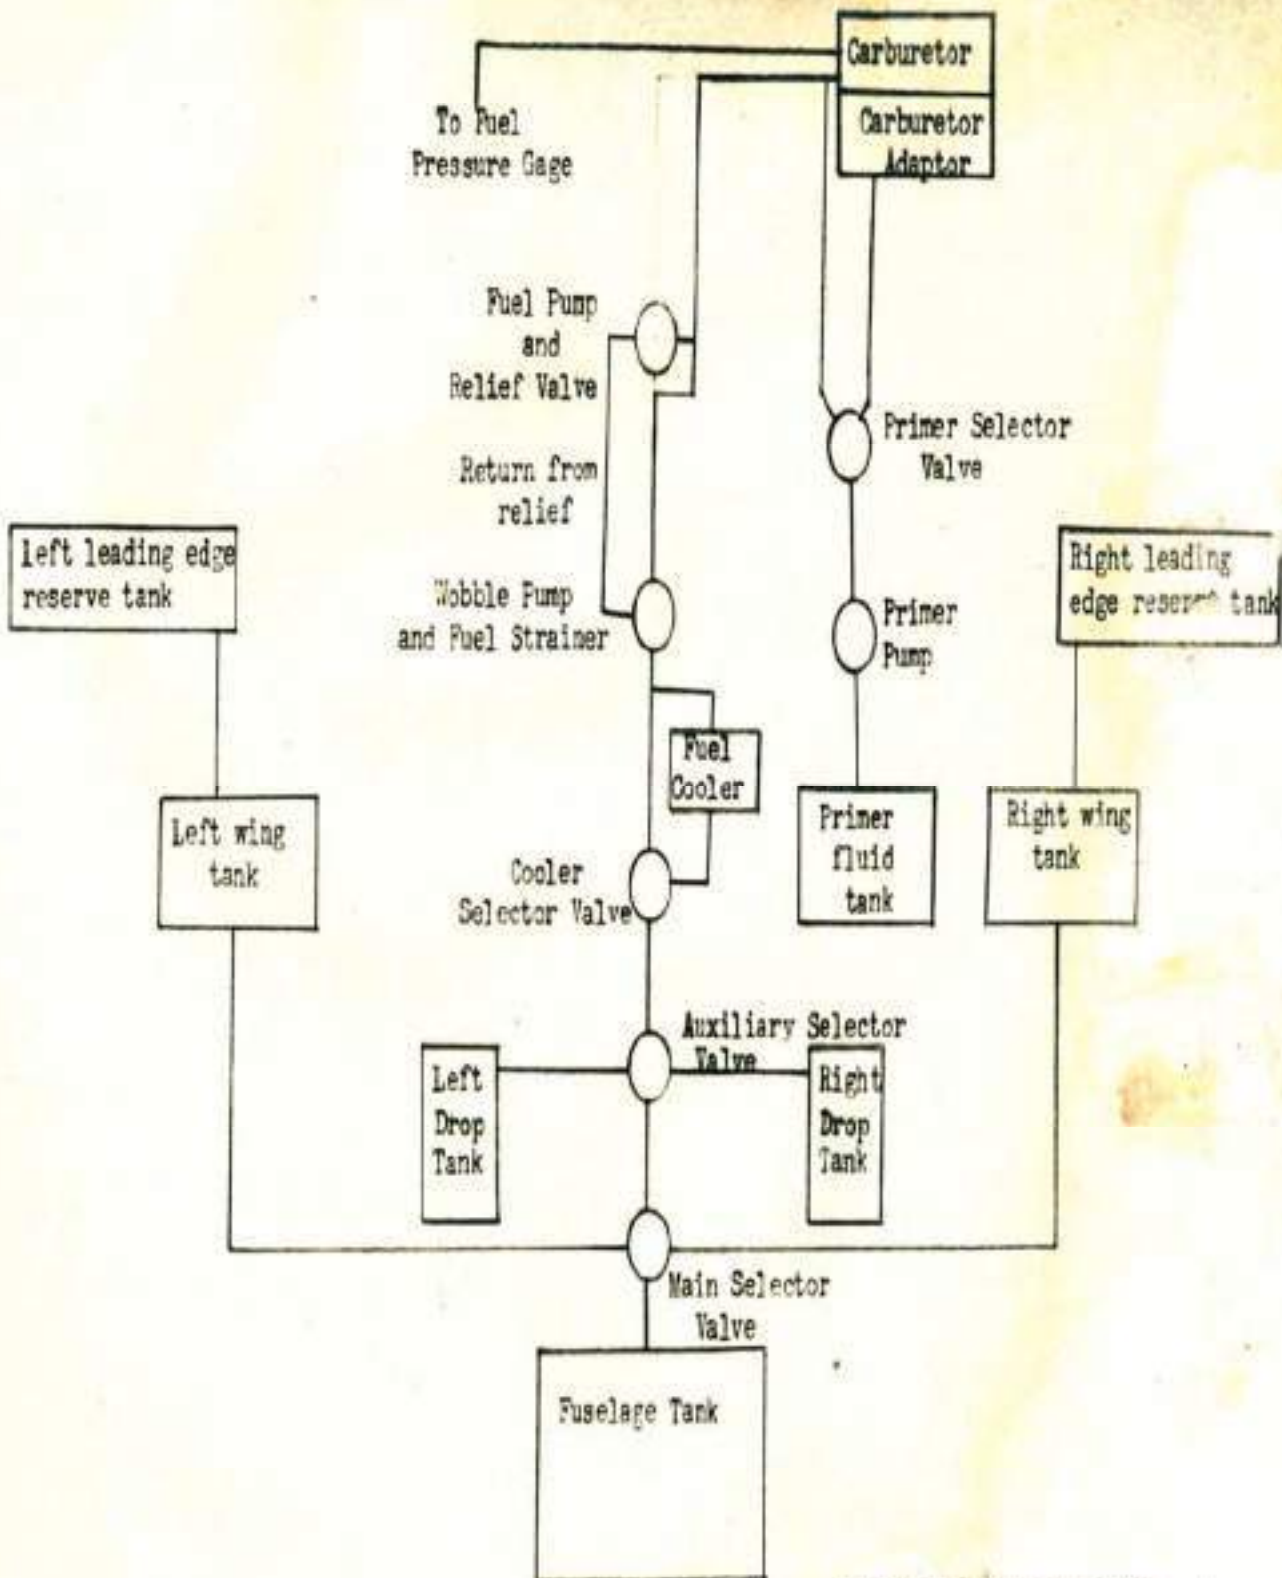 Carburetor
Carburetor
Adaptor
To Fuel
Pressure Gage
Fuel Pump
and
Relief Valve
Return from
relief
Primer Selector
Valve
left leading edge
reserve tank
Wobble Pump
and Fuel Strainer
Primer
Pump
Right leading
edge reserve tank
Fuel
Cooler
Left wing
tank
Primer
fluid
tank
Right wing
tank
Cooler
Selector Valve
Auxiliary Selector
Valve
Left
Drop
Tank
Right
Drop
Tank
Main Selector
Valve
Fuselage Tank